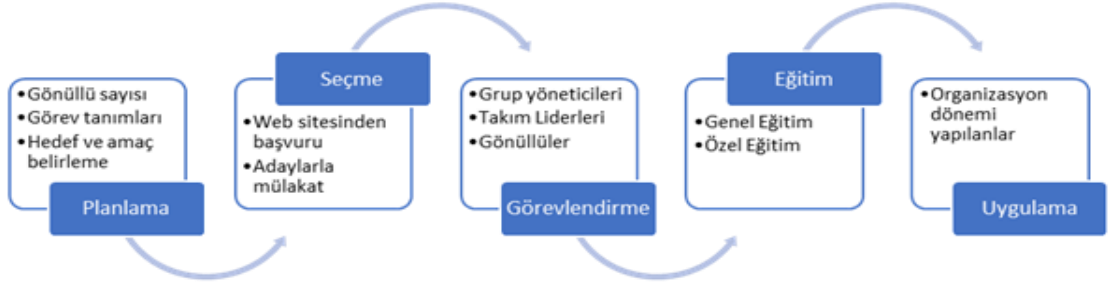 •Gönüllü sayısı
•Görev tanımları
•Hedef ve amaç
belirleme
Planlama
Seçme
•Web sitesinden
başvuru
•Adaylarla
mülakat
•Grup yöneticileri
•Takım Liderleri
•Gönüllüler
Görevlendirme
Eğitim
•Genel Eğitim
•Özel Eğitim
•Organizasyon
dönemi
yapılanlar
Uygulama